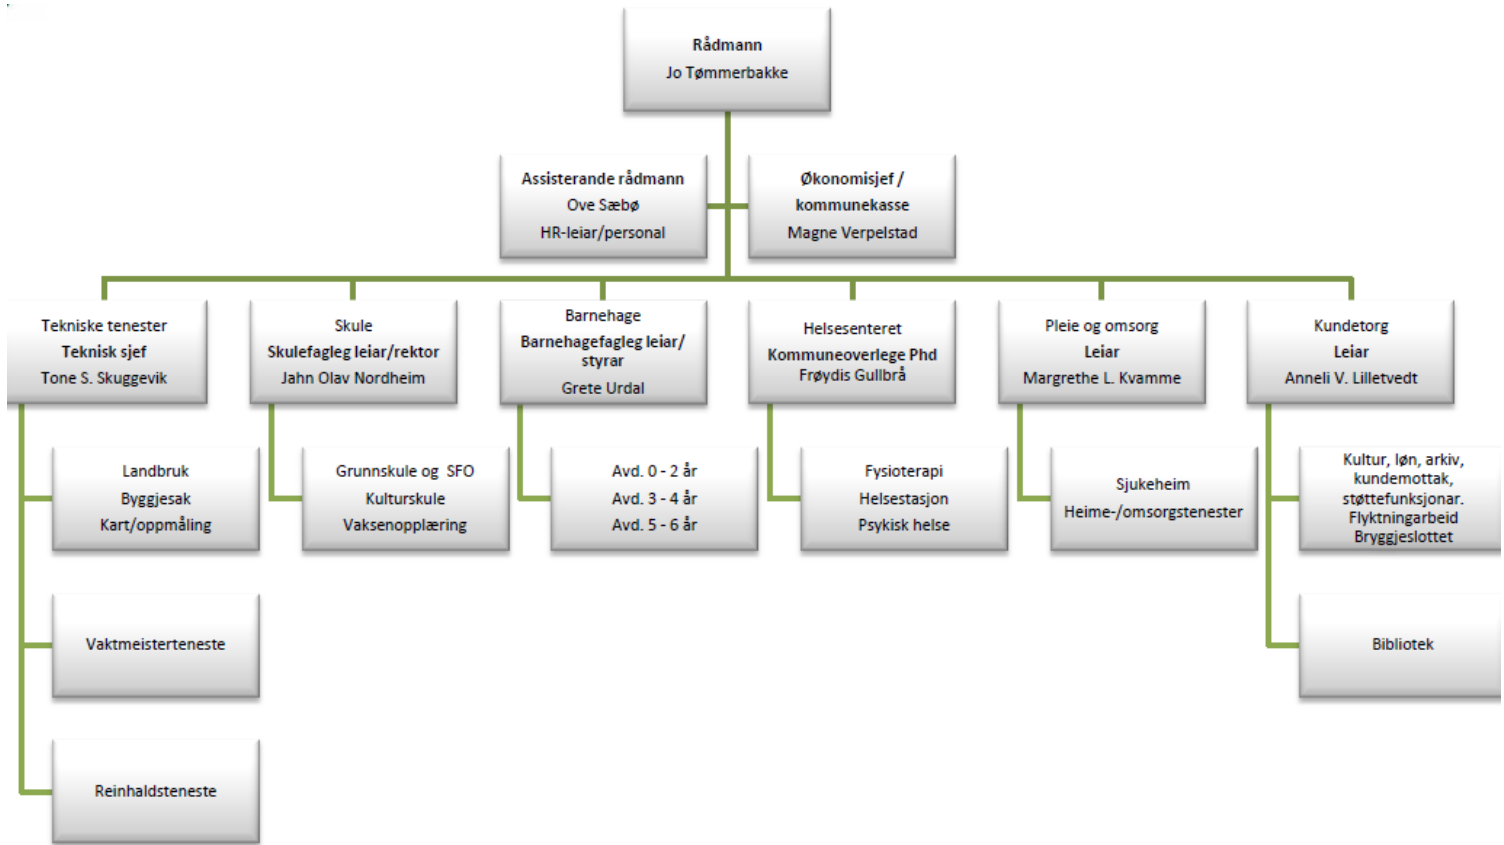 Rådmann
Jo Tømmerbakke
Assisterande rådmann
Ove Sæbø
HR-leiar/personal
Økonomisjef /
kommunekasse
Magne Verpelstad
Tekniske tenester
Teknisk sjef
Tone S. Skuggevik
Skule
Skulefagleg leiar/rektor
Jahn Olav Nordheim
Barnehage
Barnehagefagleg leiar/
styrar
Grete Urdal
Helsesenteret
Kommuneoverlege Phd
Frøydis Gullbrå
Pleie og omsorg
Leiar
Margrethe L. Kvamme
Kundetorg
Leiar
Anneli V. Lilletvedt
Landbruk
Byggjesak
Kart/oppmåling
Grunnskule og SFO
Kulturskule
Vaksenopplæring
Avd. 0 - 2 år
Avd. 3 - 4 år
Avd. 5 - 6 år
Fysioterapi
Helsestasjon
Psykisk helse
Sjukeheim
Heime-/omsorgstenester
Kultur, løn, arkiv,
kundemottak,
støttefunksjonar.
Flyktningarbeid
Bryggjeslottet
Vaktmeisterteneste
Bibliotek
Reinhaldsteneste